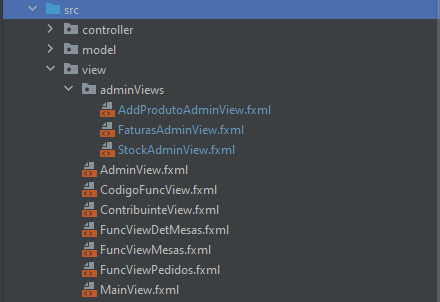 src
controller
model
view
adminViews
AddProdutoAdminView.fxml
FaturasAdminView.fxml
StockAdminView.fxml
AdminView.fxml
CodigoFuncView.fxml
ContribuinteView.fxml
FuncViewDetMesas.fxml
FuncViewMesas.fxml
FuncViewPedidos.fxml
MainView.fxml